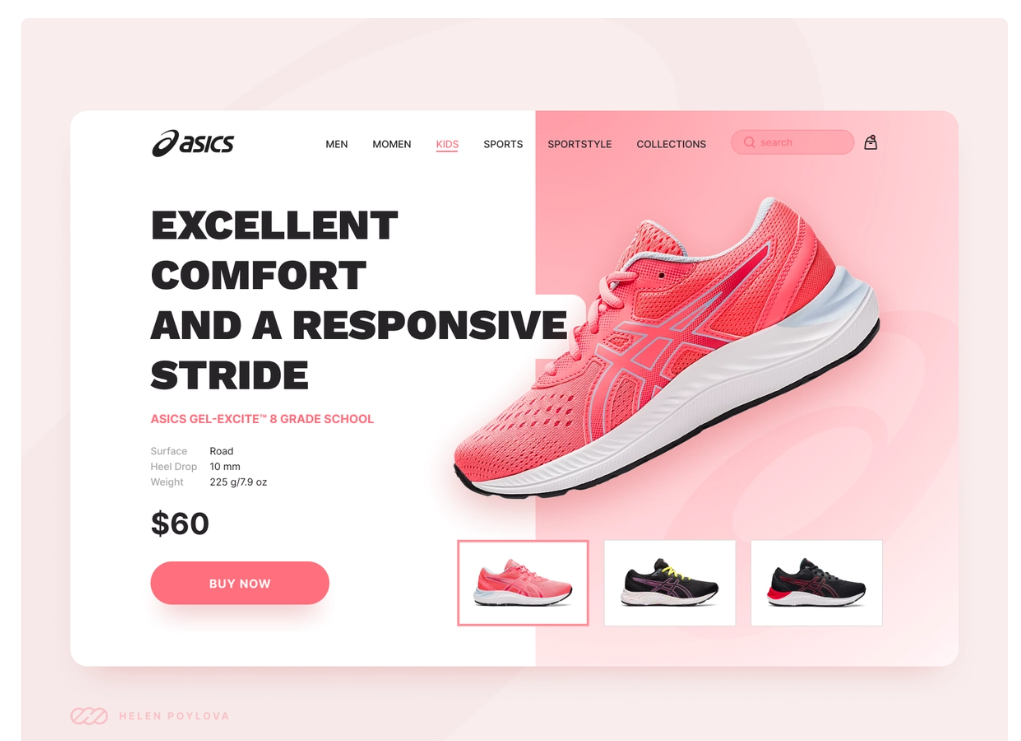 asics
MEN MOMEN KIDS SPORTS SPORTSTYLE COLLECTIONS search
EXCELLENT
COMFORT
AND A RESPONSIVE
STRIDE
ASICS GEL-EXCITE™ 8 GRADE SCHOOL
Surface Road
Heel Drop 10 mm
Weight 225 g/7.9 oz
$60
BUY NOW
HELEN POYLOVA